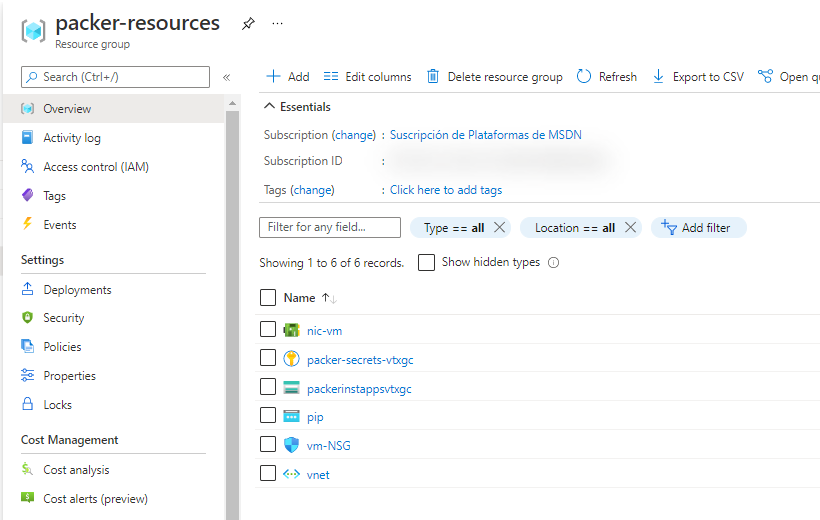 packer-resources
Resource group
Search (Ctrl+/)
Overview
Activity log
Access control (IAM)
Tags
Events
Settings
Deployments
Security
Policies
Properties
Locks
Cost Management
Cost analysis
Cost alerts (preview)
Add Edit columns Delete resource group Refresh Export to CSV Open qu
Essentials
Subscription (change) : Suscripción de Plataformas de MSDN
Subscription ID :
Tags (change) : Click here to add tags
Filter for any field... Type == all Location == all Add filter
Showing 1 to 6 of 6 records. Show hidden types
Name
nic-vm
packer-secrets-vtxgc
packerinstappsvtxgc
pip
vm-NSG
vnet